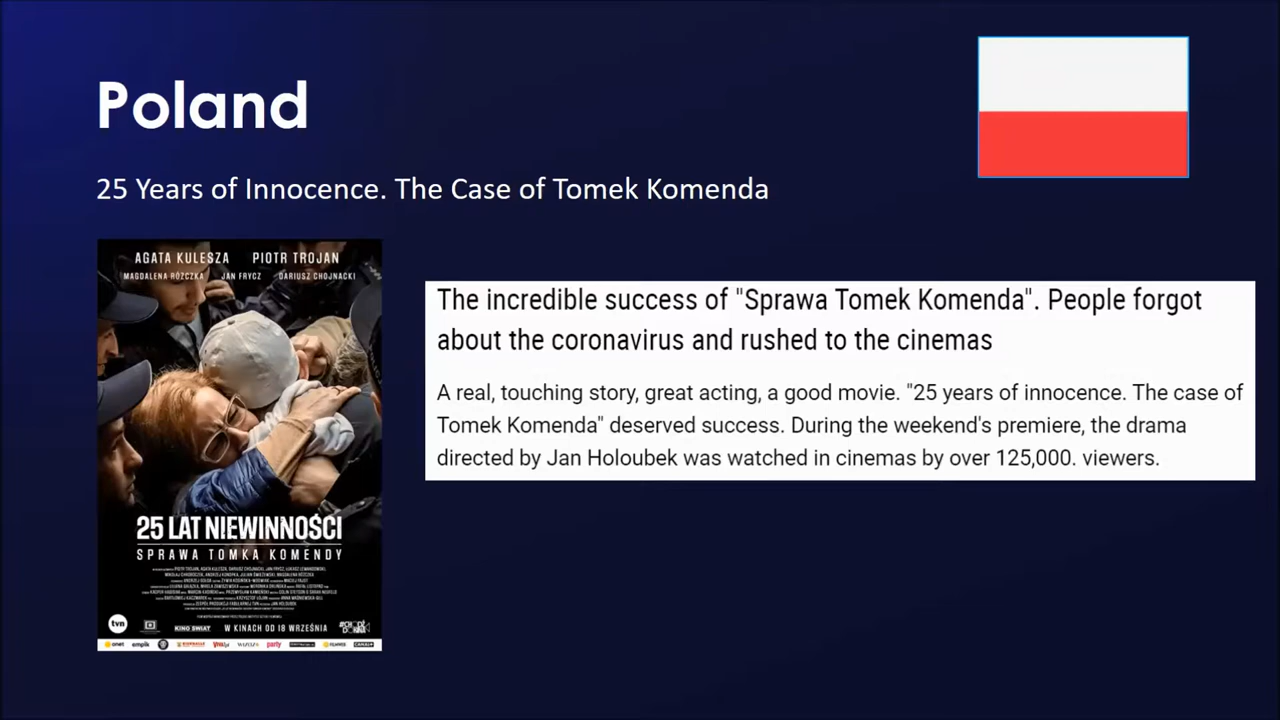 Poland
25 Years of Innocence. The Case of Tomek Komenda
AGATA KULESZA PIOTR TROJAN
MAGDALENA RÓŻCZKA JAN FRYCZ DARIUSZ CHOJNACKI
25 LAT NIEWINNOŚCI
SPRAWA TOMKA KOMENDY
tvn KINO ŚWIAT W KINACH OD 18 WRZEŚNIA
onet empik party
The incredible success of "Sprawa Tomek Komenda". People forgot
about the coronavirus and rushed to the cinemas
A real, touching story, great acting, a good movie. "25 years of innocence. The case of
Tomek Komenda" deserved success. During the weekend's premiere, the drama
directed by Jan Holoubek was watched in cinemas by over 125,000. viewers.